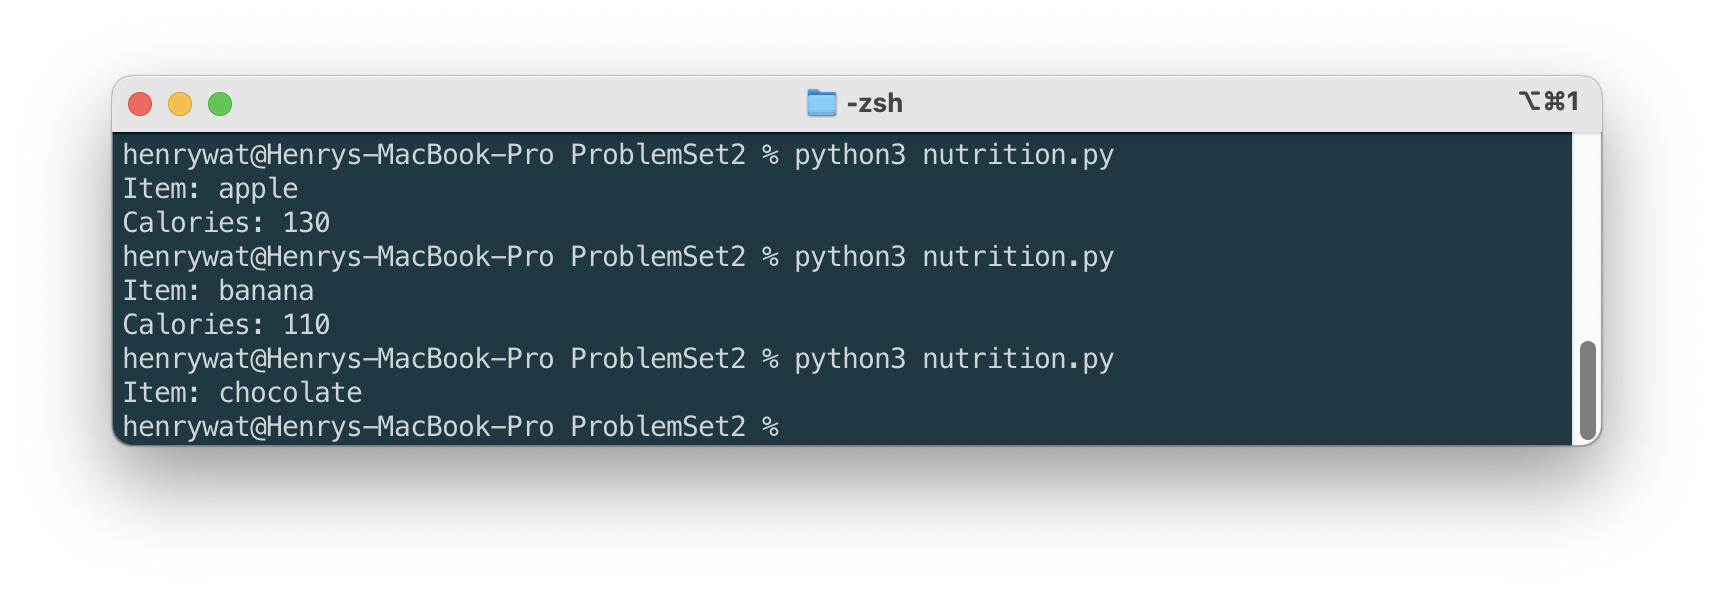 -zsh
⌥⌘1
henrywat@Henrys-MacBook-Pro ProblemSet2 % python3 nutrition.py
Item: apple
Calories: 130
henrywat@Henrys-MacBook-Pro ProblemSet2 % python3 nutrition.py
Item: banana
Calories: 110
henrywat@Henrys-MacBook-Pro ProblemSet2 % python3 nutrition.py
Item: chocolate
henrywat@Henrys-MacBook-Pro ProblemSet2 %